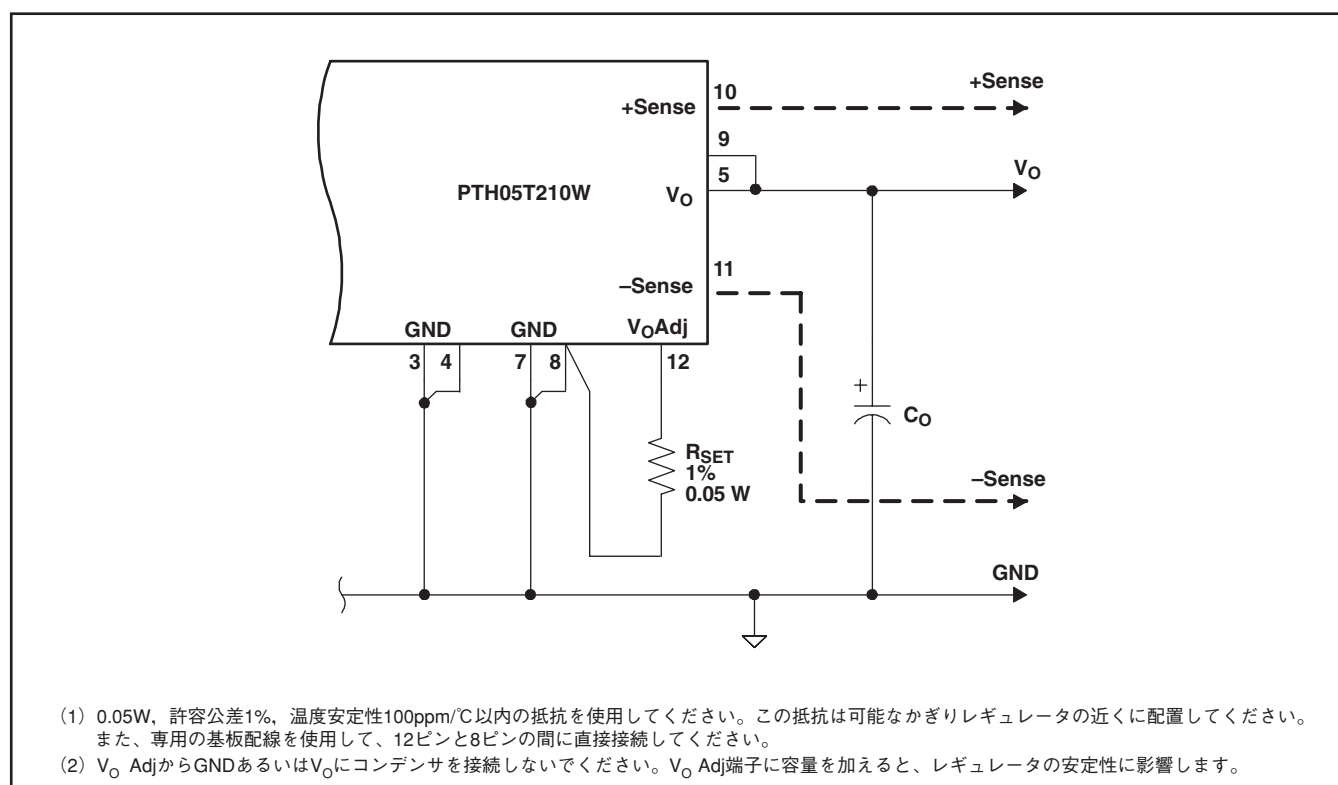 10
+Sense
+Sense
9
5
VO
VO
PTH05T210W
11
–Sense
GND
GND
VOAdj
3
4
7
8
12
+
CO
RSET
1%
0.05 W
–Sense
GND
(1) 0.05W，許容公差1%，温度安定性100ppm/℃以内の抵抗を使用してください。この抵抗は可能なかぎりレギュレータの近くに配置してください。
また、専用の基板配線を使用して、12ピンと8ピンの間に直接接続してください。
(2) VO AdjからGNDあるいはVOにコンデンサを接続しないでください。VO Adj端子に容量を加えると、レギュレータの安定性に影響します。